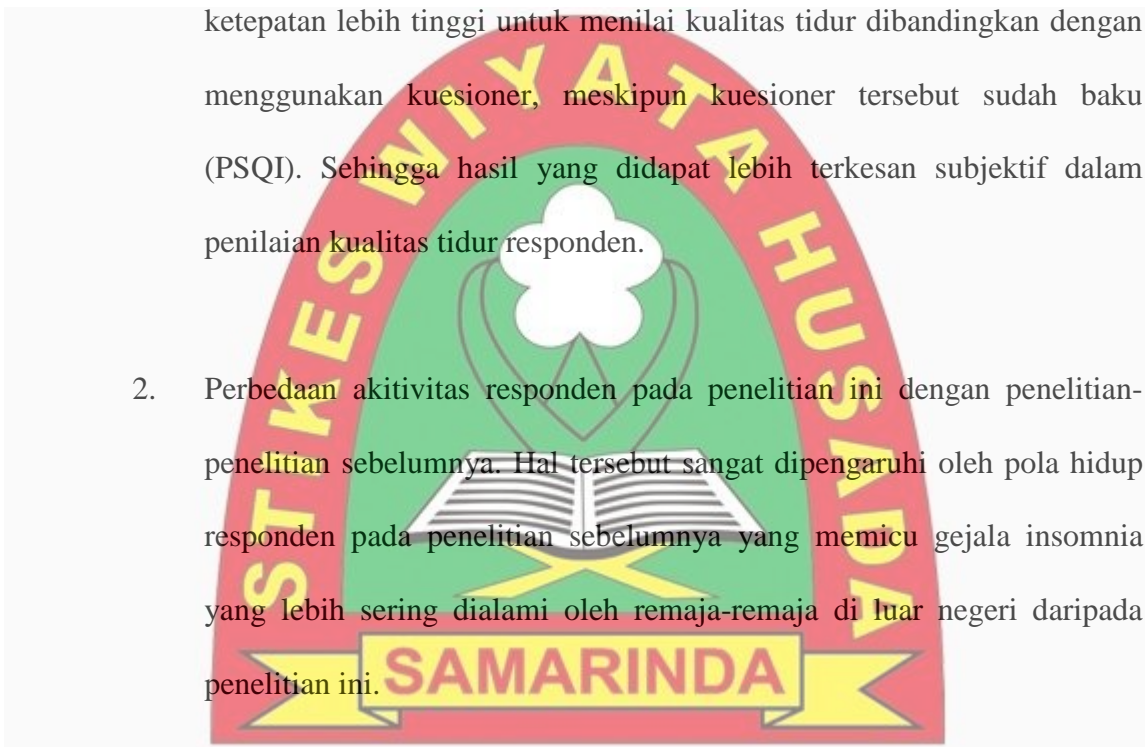 ketepatan lebih tinggi untuk menilai kualitas tidur dibandingkan dengan
menggunakan kuesioner, meskipun kuesioner tersebut sudah baku
(PSQI). Sehingga hasil yang didapat lebih terkesan subjektif dalam
penilaian kualitas tidur responden.
2. Perbedaan akitivitas responden pada penelitian ini dengan penelitian-
penelitian sebelumnya. Hal tersebut sangat dipengaruhi oleh pola hidup
responden pada penelitian sebelumnya yang memicu gejala insomnia
yang lebih sering dialami oleh remaja-remaja di luar negeri daripada
penelitian ini.
STIKES WIYATA HUSADA
SAMARINDA